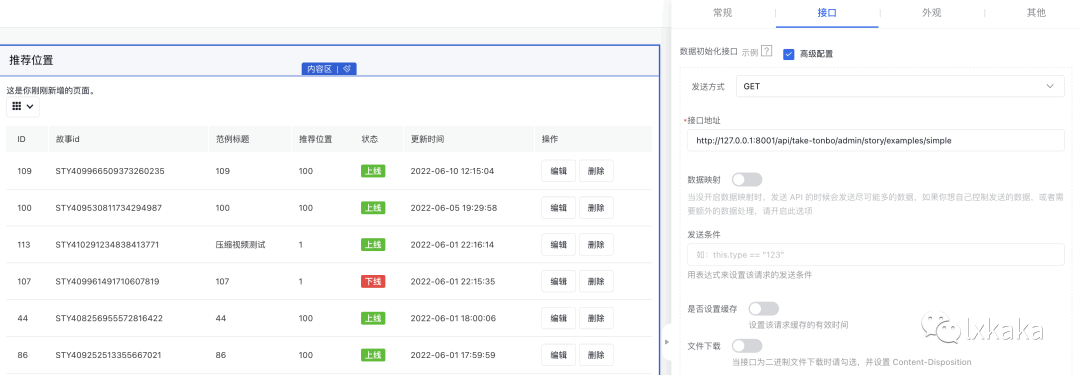 推荐位置
内容区
这是你刚刚新增的页面。
ID 故事id 范例标题 推荐位置 状态 更新时间 操作
109 STY409966509373260235 109 100 上线 2022-06-10 12:15:04 编辑 删除
100 STY409530811734294987 100 100 上线 2022-06-05 19:29:58 编辑 删除
113 STY410291234838413771 压缩视频测试 1 上线 2022-06-01 22:16:14 编辑 删除
107 STY409961491710607819 107 1 下线 2022-06-01 22:15:35 编辑 删除
44 STY408256955572816422 44 100 上线 2022-06-01 18:00:06 编辑 删除
86 STY409252513355667021 86 100 上线 2022-06-01 17:59:59 编辑 删除
常规 接口 外观 其他
数据初始化接口 示例 ? 高级配置
发送方式 GET
*接口地址
http://127.0.0.1:8001/api/take-tonbo/admin/story/examples/simple
数据映射
当没开启数据映射时，发送 API 的时候会发送尽可能多的数据，如果你想自己控制发送的数据，或者需
要额外的数据处理，请开启此选项
发送条件
如：this.type == "123"
用表达式来设置该请求的发送条件
是否设置缓存
设置该请求缓存的有效时间
文件下载
当接口为二进制文件下载时请勾选，并设置 Content-Disposition
lxkaka